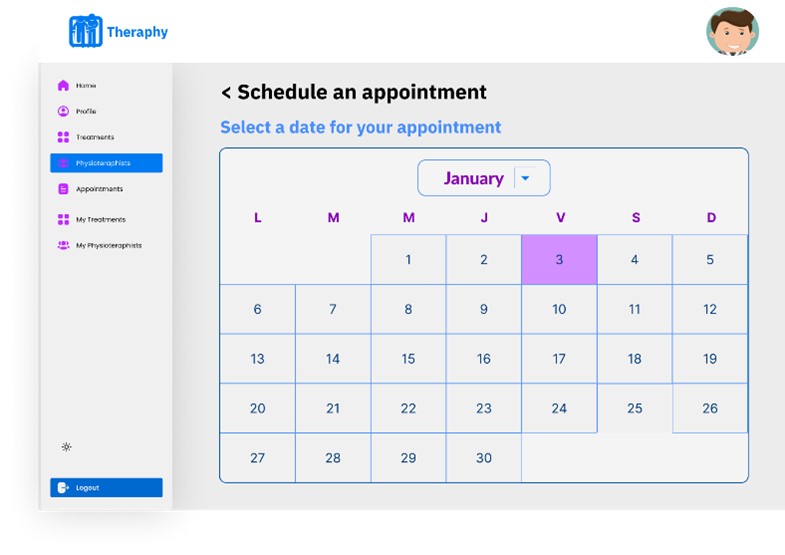 Theraphy
Home
Profile
Treatments
Physioteraphists
Appointments
My Treatments
My Physioteraphists
Logout
< Schedule an appointment
Select a date for your appointment
January
L M M J V S D
1 2 3 4 5
6 7 8 9 10 11 12
13 14 15 16 17 18 19
20 21 22 23 24 25 26
27 28 29 30